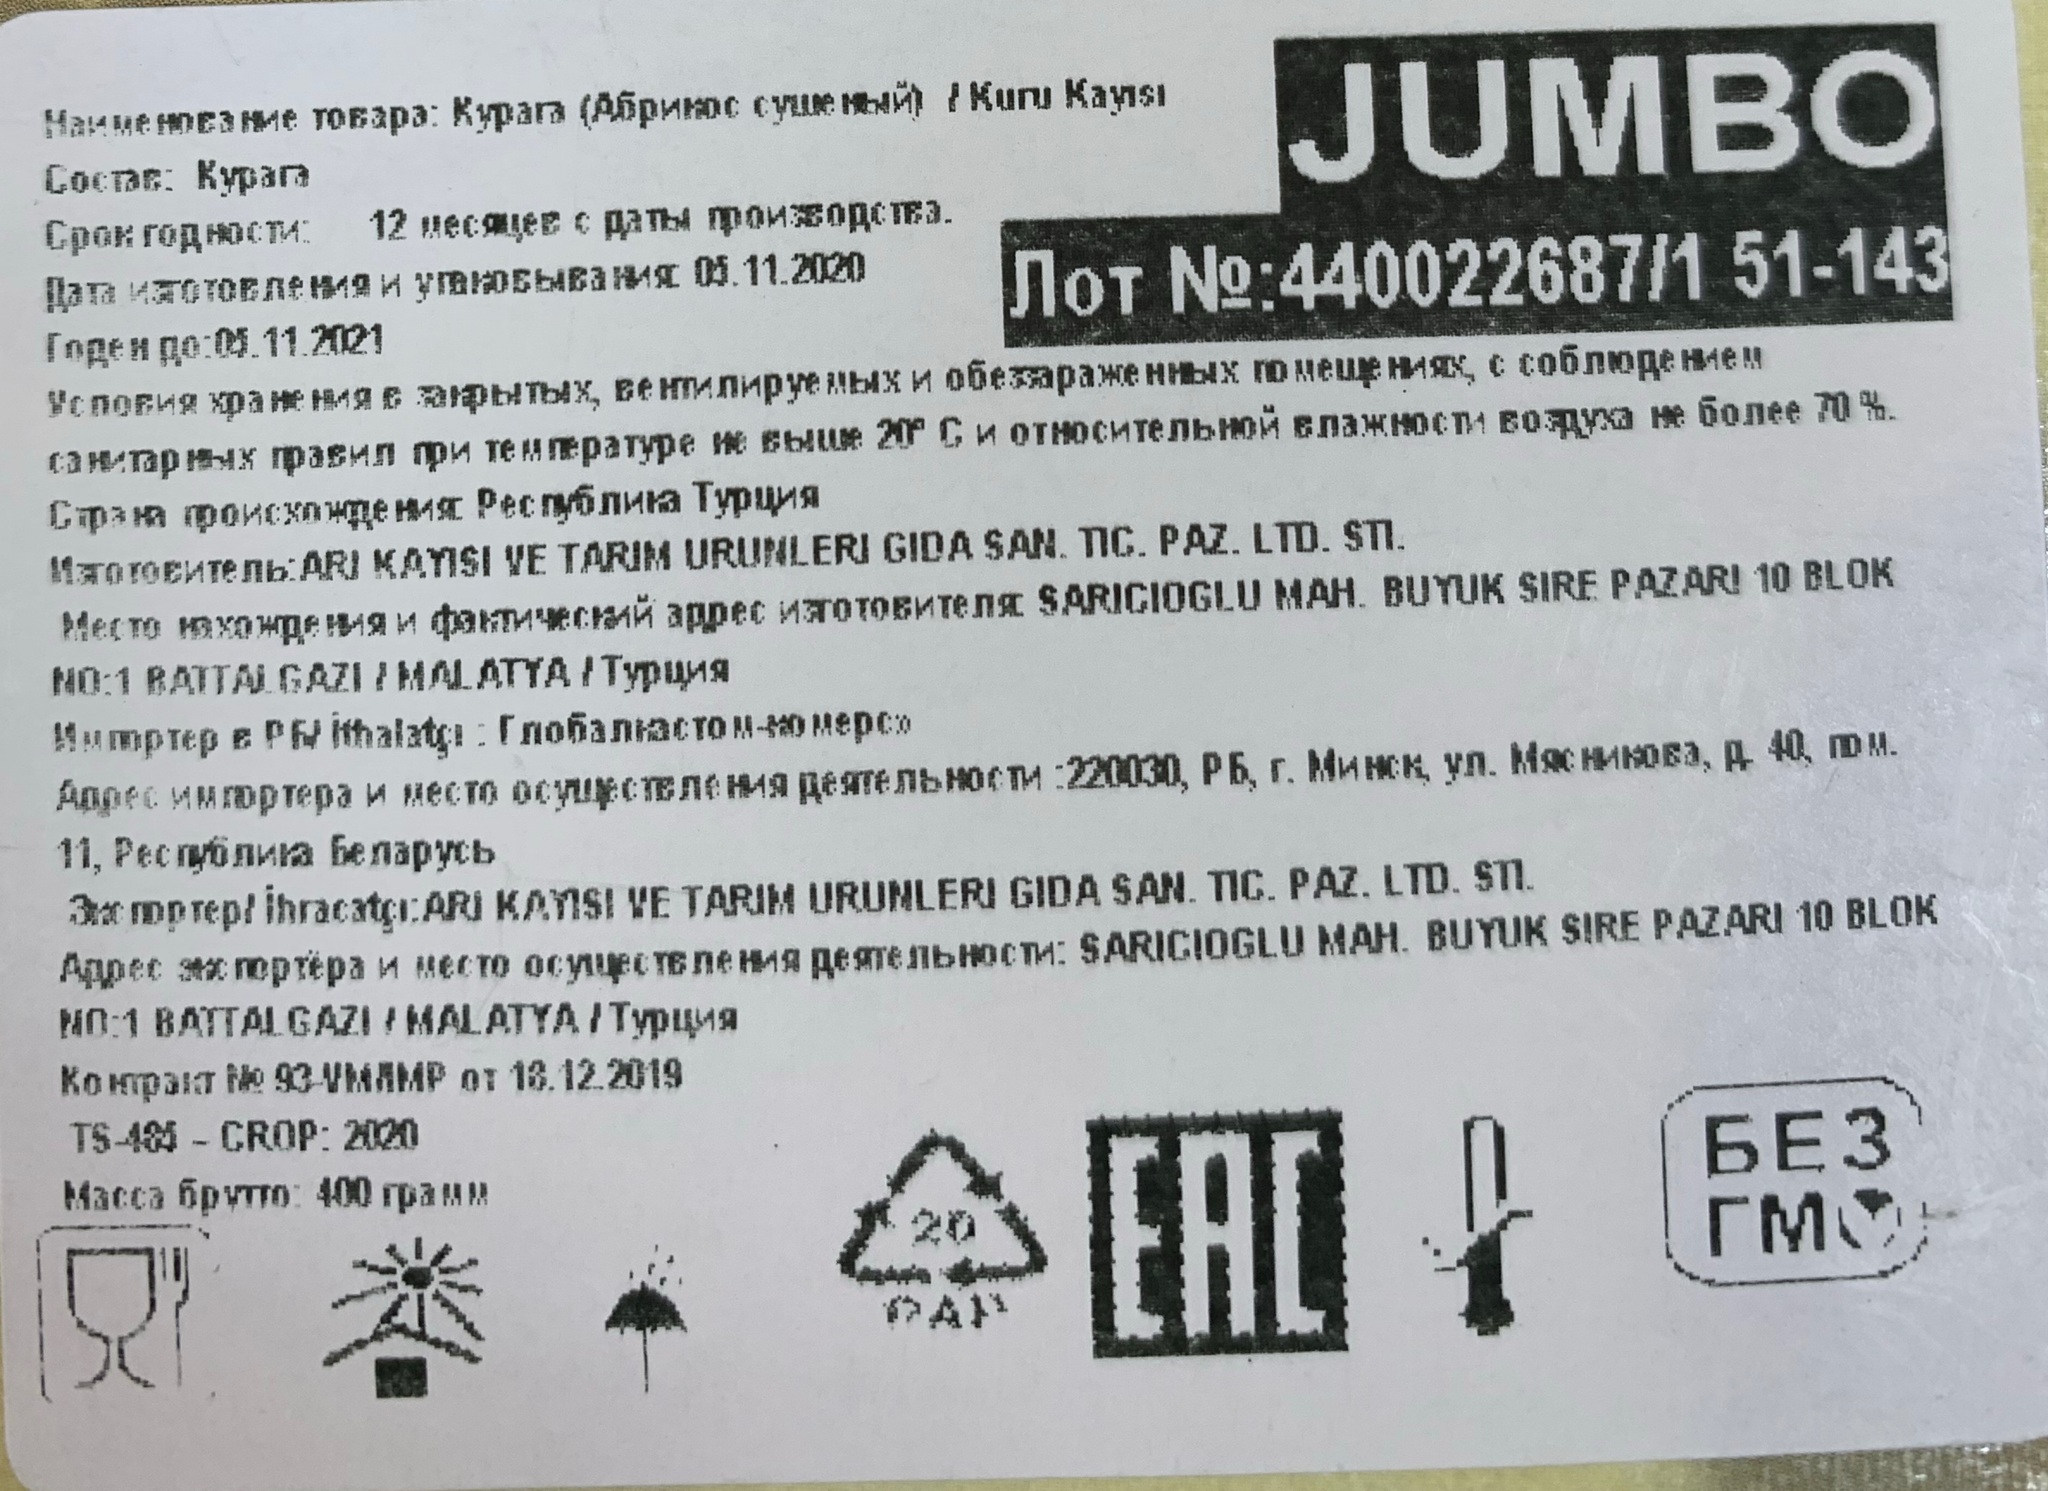 JUMBO
Наименование товара: Курага (Абрикос сушеный) / Kuru Kayısı
Состав: Курага
Срок годности: 12 месяцев с даты производства.
Лот №:440022687/1 51-143
Дата изготовления и упаковывания: 05.11.2020
Годен до:05.11.2021
Условия хранения в закрытых, вентилируемых и обеззараженных помещениях, с соблюдением
санитарных правил при температуре не выше 20° С и относительной влажности воздуха не более 70 %.
Страна происхождения: Республика Турция
Изготовитель:ARI KAYISI VE TARIM URUNLERI GIDA SAN. TIC. PAZ. LTD. STI.
Место нахождения и фактический адрес изготовителя: SARICIOGLU MAH. BUYUK SIRE PAZARI 10 BLOK
NO:1 BATTALGAZI / MALATYA / Турция
Импортер в РБ/ İthalatçı : Глобалкастом-комерс»
Адрес импортера и место осуществления деятельности :220030, РБ, г. Минск, ул. Мясникова, д. 40, пом.
11, Республика Беларусь
Экспортер/ İhracatçı:ARI KAYISI VE TARIM URUNLERI GIDA SAN. TIC. PAZ. LTD. STI.
Адрес экспортёра и место осуществления деятельности: SARICIOGLU MAH. BUYUK SIRE PAZARI 10 BLOK
NO:1 BATTALGAZI / MALATYA / Турция
Контракт № 93-VM/IMP от 18.12.2019
TS-485 - CROP: 2020
Масса брутто: 400 грамм
20
PAP
EAC
БЕЗ
ГМО